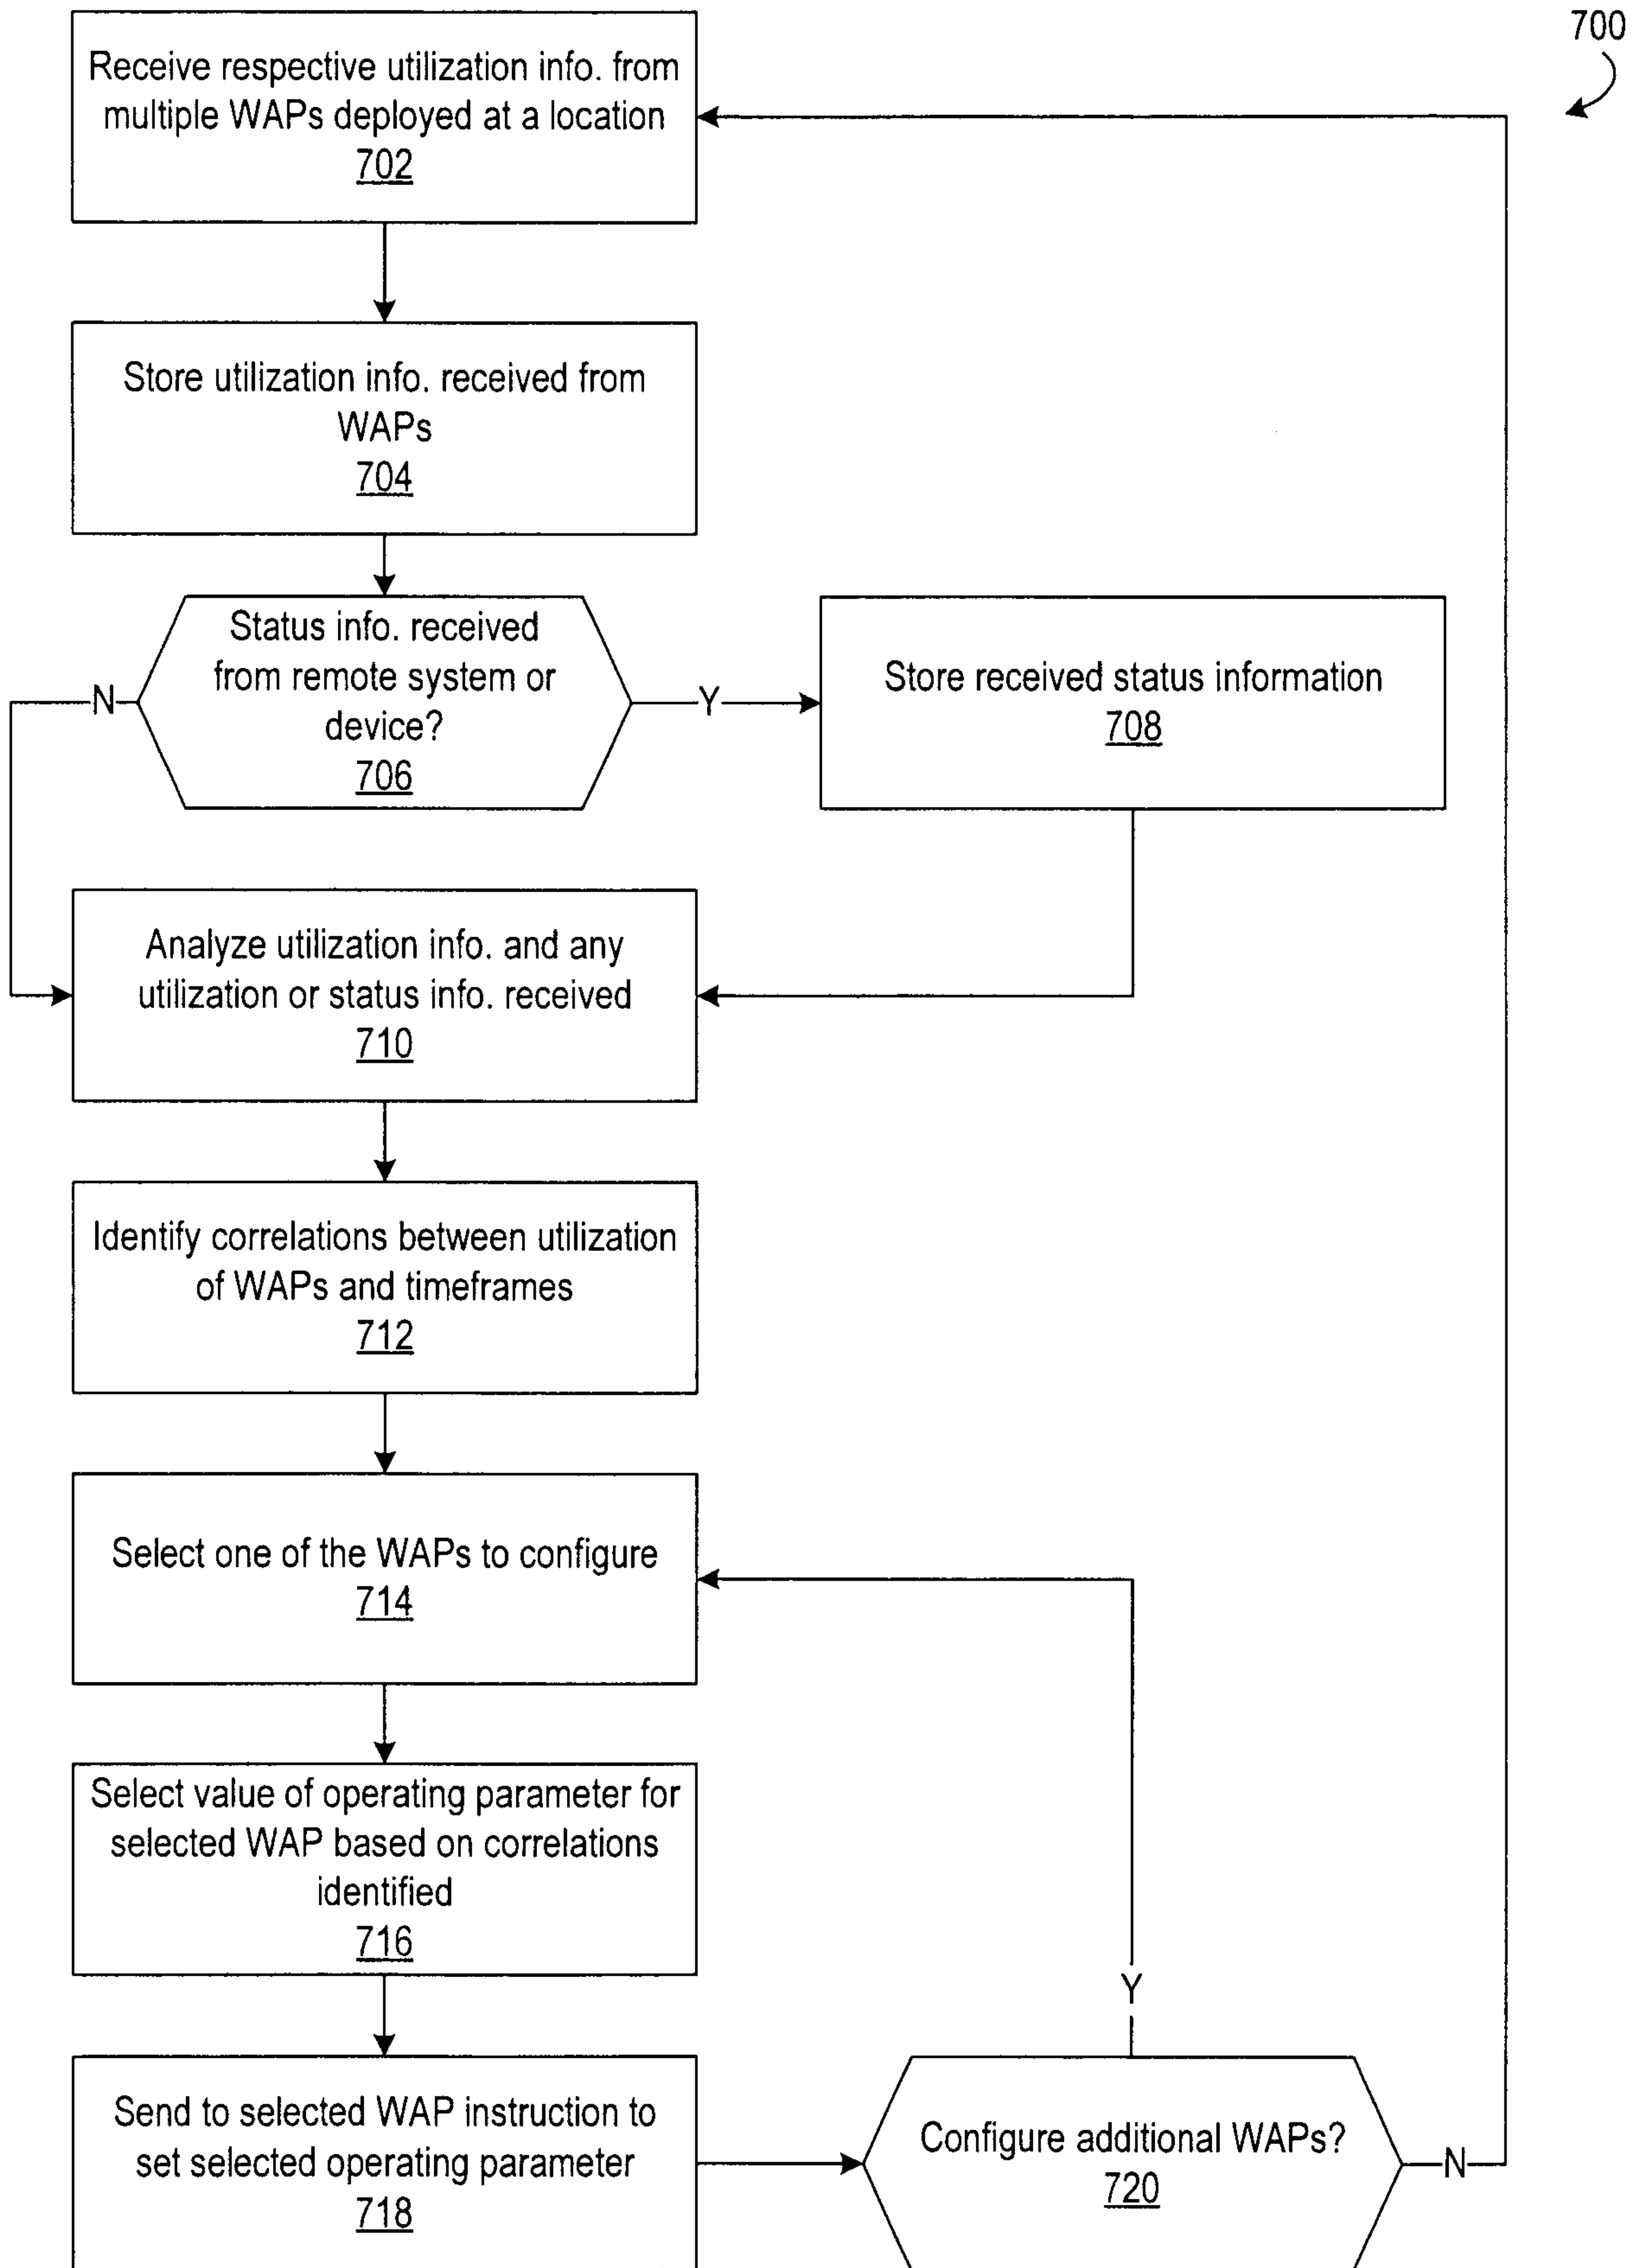 700
Receive respective utilization info. from
multiple WAPs deployed at a location
702
Store utilization info. received from
WAPs
704
Status info. received
from remote system or
device?
706
N
Y
Store received status information
708
Analyze utilization info. and any
utilization or status info. received
710
Identify correlations between utilization
of WAPs and timeframes
712
Select one of the WAPs to configure
714
Select value of operating parameter for
selected WAP based on correlations
identified
716
Send to selected WAP instruction to
set selected operating parameter
718
Y
Configure additional WAPs?
720
N